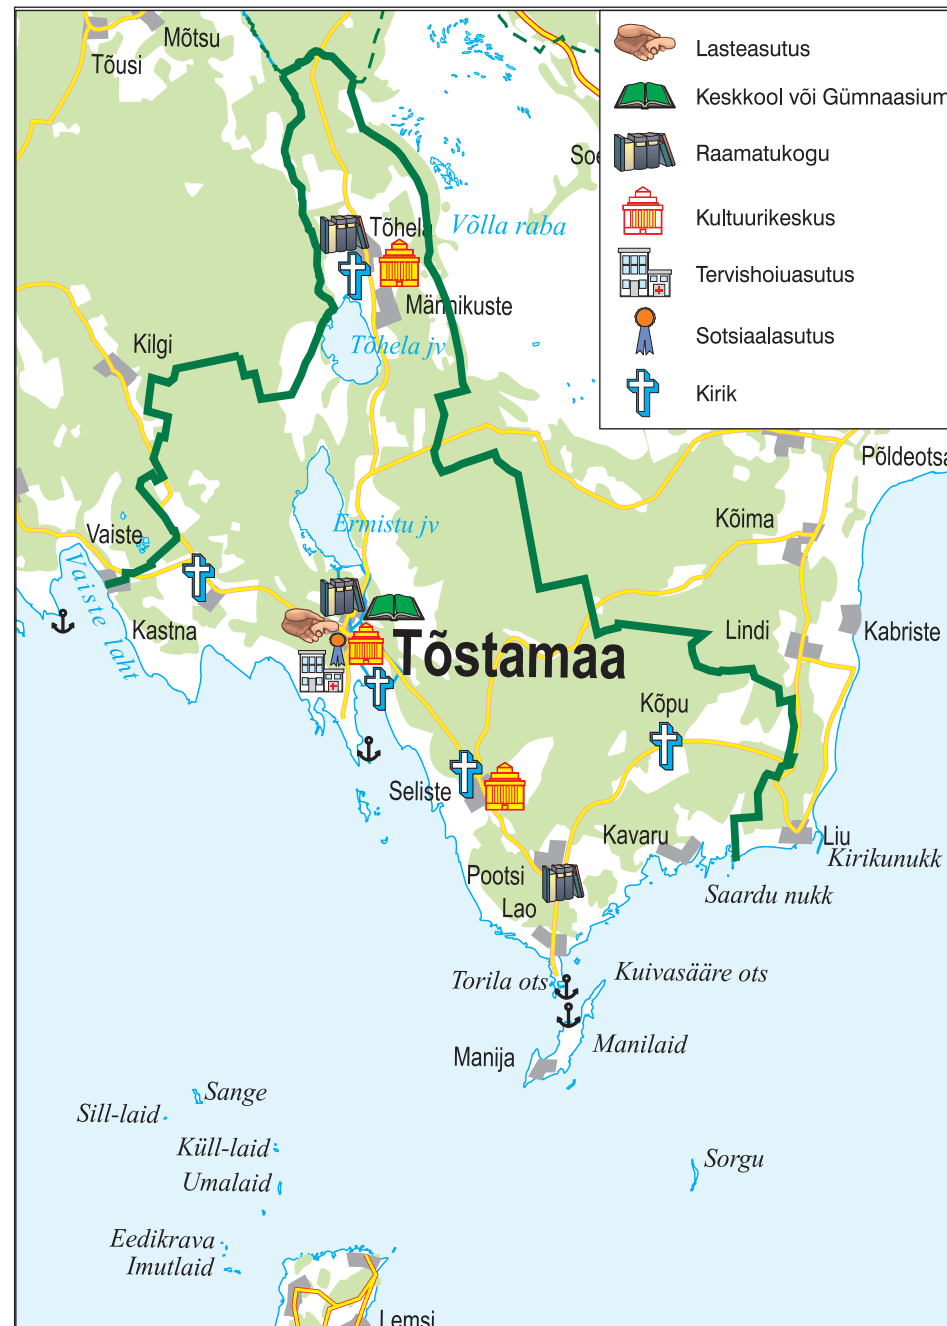 Mõtsu
Tõusi
Lasteasutus
Keskkool või Gümnaasium
Raamatukogu
Kultuurikeskus
Tervishoiuasutus
Sotsiaalasutus
Kirik
Soe
Tõhela
Võlla raba
Männikuste
Tõhela jv
Kilgi
Põldeotsa
Ermistu jv
Kõima
Vaiste
Vaiste laht
Kastna
Lindi
Kabriste
Tõstamaa
Kõpu
Seliste
Kavaru
Liu
Kirikunukk
Pootsi
Saardu nukk
Lao
Torila ots
Kuivasääre ots
Manilaid
Manija
Sange
Sill-laid
Küll-laid
Umalaid
Sorgu
Eedikrava
Imutlaid
Lemsi